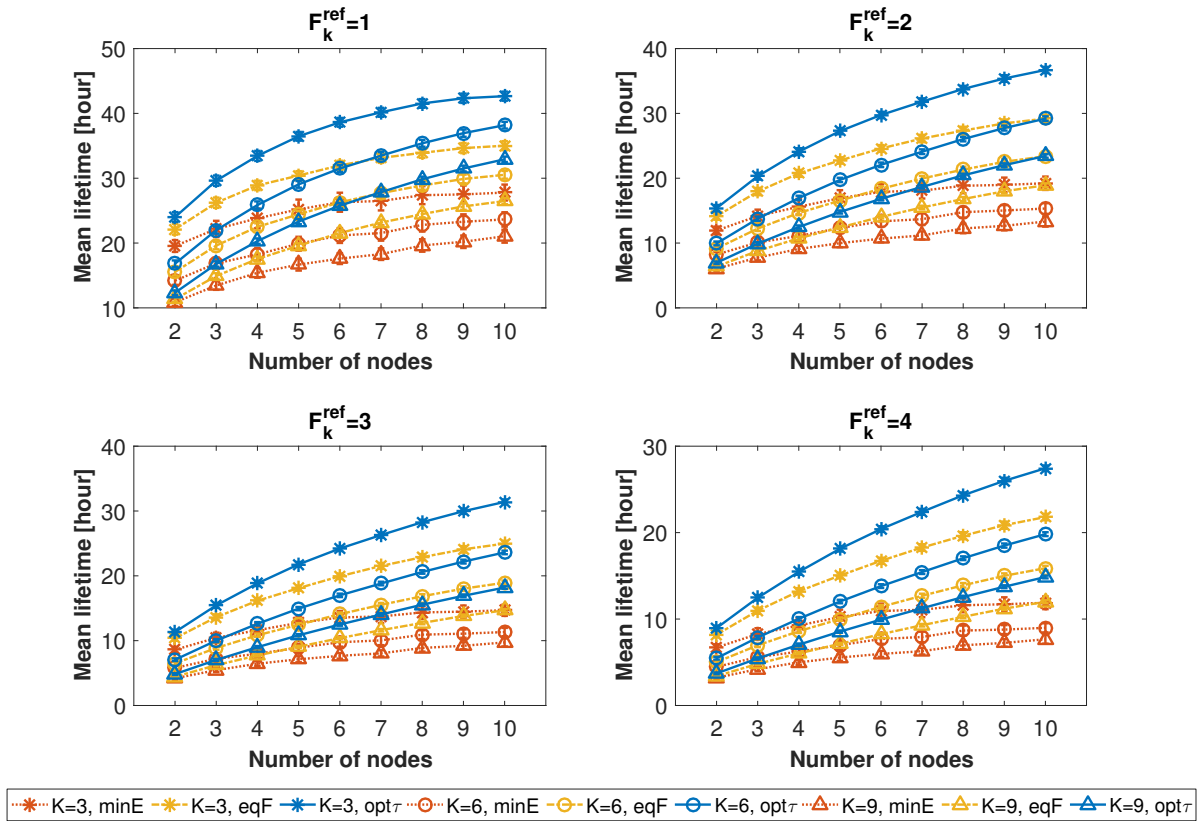 F_k^ref=1
50
40
30
20
10
Mean lifetime [hour]
2 3 4 5 6 7 8 9 10
Number of nodes
F_k^ref=2
40
30
20
10
0
Mean lifetime [hour]
2 3 4 5 6 7 8 9 10
Number of nodes
F_k^ref=3
40
30
20
10
0
Mean lifetime [hour]
2 3 4 5 6 7 8 9 10
Number of nodes
F_k^ref=4
30
20
10
0
Mean lifetime [hour]
2 3 4 5 6 7 8 9 10
Number of nodes
K=3, minE K=3, eqF K=3, optτ K=6, minE K=6, eqF K=6, optτ K=9, minE K=9, eqF K=9, optτ